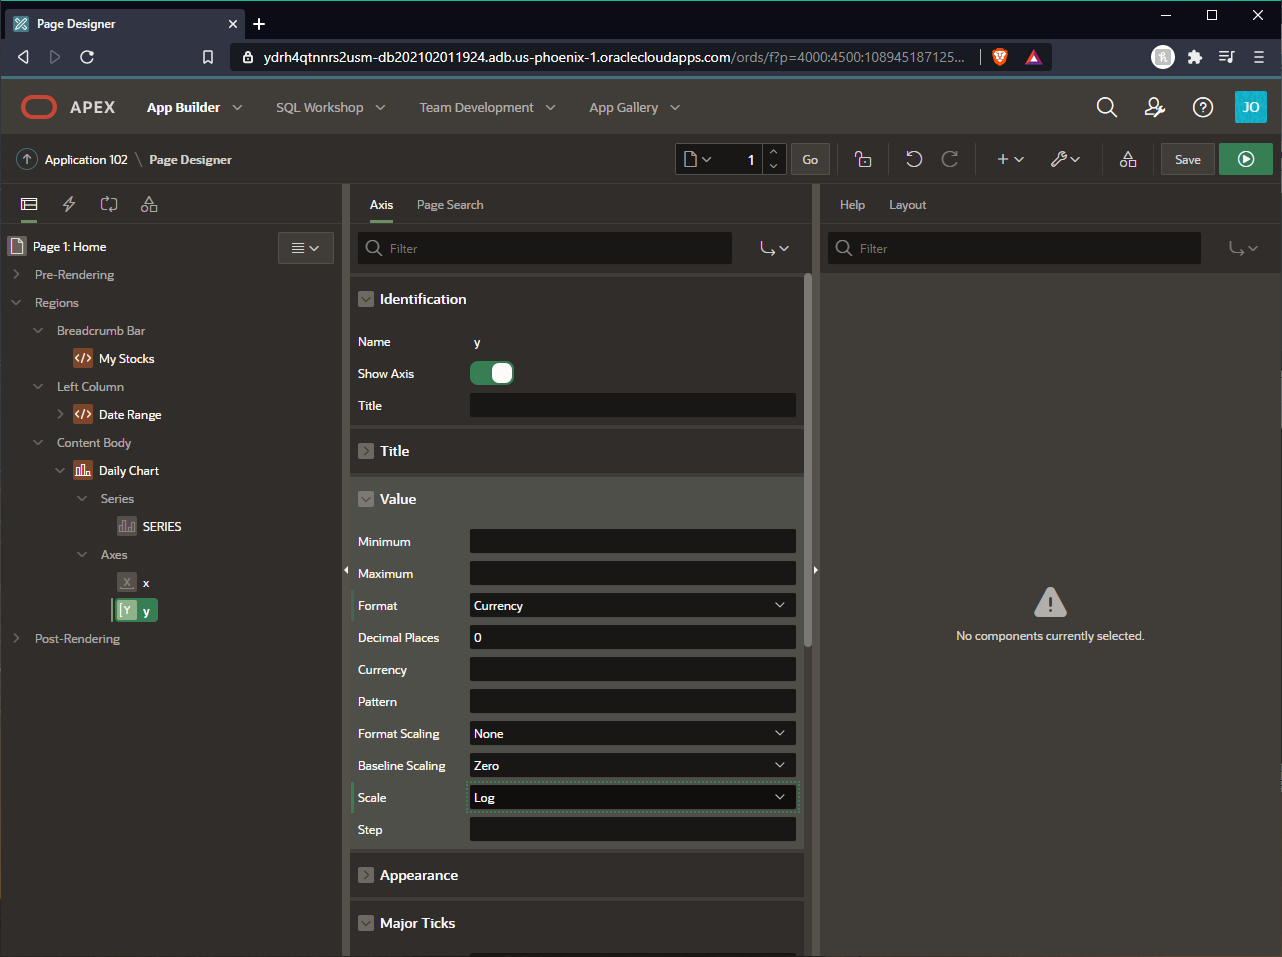 Page Designer
ydrh4qtnnrs2usm-db202102011924.adb.us-phoenix-1.oraclecloudapps.com/ords/f?p=4000:4500:108945187125...
APEX App Builder SQL Workshop Team Development App Gallery JO
Application 102 \ Page Designer 1 Go Save
Axis Page Search Help Layout
Page 1: Home
Pre-Rendering
Regions
Breadcrumb Bar
My Stocks
Left Column
Date Range
Content Body
Daily Chart
Series
SERIES
Axes
X x
Y y
Post-Rendering
Filter
Identification
Name y
Show Axis
Title
Title
Value
Minimum
Maximum
Format Currency
Decimal Places 0
Currency
Pattern
Format Scaling None
Baseline Scaling Zero
Scale Log
Step
Appearance
Major Ticks
Filter
No components currently selected.